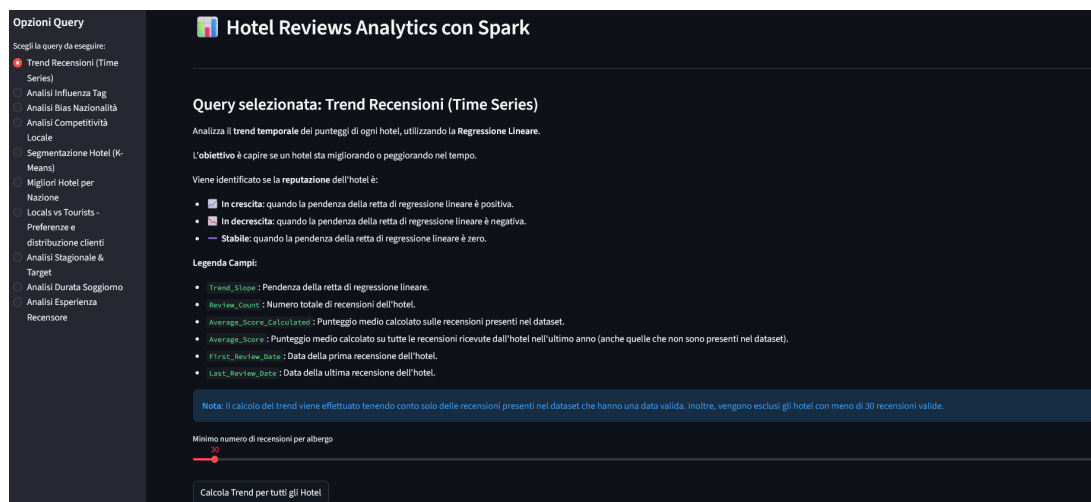 Opzioni Query
Scegli la query da eseguire:
Trend Recensioni (Time
Series)
Analisi Influenza Tag
Analisi Bias Nazionalità
Analisi Competitività
Locale
Segmentazione Hotel (K-
Means)
Migliori Hotel per
Nazione
Locals vs Tourists -
Preferenze e
distribuzione clienti
Analisi Stagionale &
Target
Analisi Durata Soggiorno
Analisi Esperienza
Recensore
Hotel Reviews Analytics con Spark
Query selezionata: Trend Recensioni (Time Series)
Analizza il trend temporale dei punteggi di ogni hotel, utilizzando la Regressione Lineare.
L'obiettivo è capire se un hotel sta migliorando o peggiorando nel tempo.
Viene identificato se la reputazione dell'hotel è:
• In crescita: quando la pendenza della retta di regressione lineare è positiva.
• In decrescita: quando la pendenza della retta di regressione lineare è negativa.
• Stabile: quando la pendenza della retta di regressione lineare è zero.
Legenda Campi:
• Trend_Slope : Pendenza della retta di regressione lineare.
• Review_Count : Numero totale di recensioni dell'hotel.
• Average_Score_Calculated : Punteggio medio calcolato sulle recensioni presenti nel dataset.
• Average_Score : Punteggio medio calcolato su tutte le recensioni ricevute dall'hotel nell'ultimo anno (anche quelle che non sono presenti nel dataset).
• First_Review_Date : Data della prima recensione dell'hotel.
• Last_Review_Date : Data della ultima recensione dell'hotel.
Nota: Il calcolo del trend viene effettuato tenendo conto solo delle recensioni presenti nel dataset che hanno una data valida. Inoltre, vengono esclusi gli hotel con meno di 30 recensioni valide.
Minimo numero di recensioni per albergo
30
Calcola Trend per tutti gli Hotel